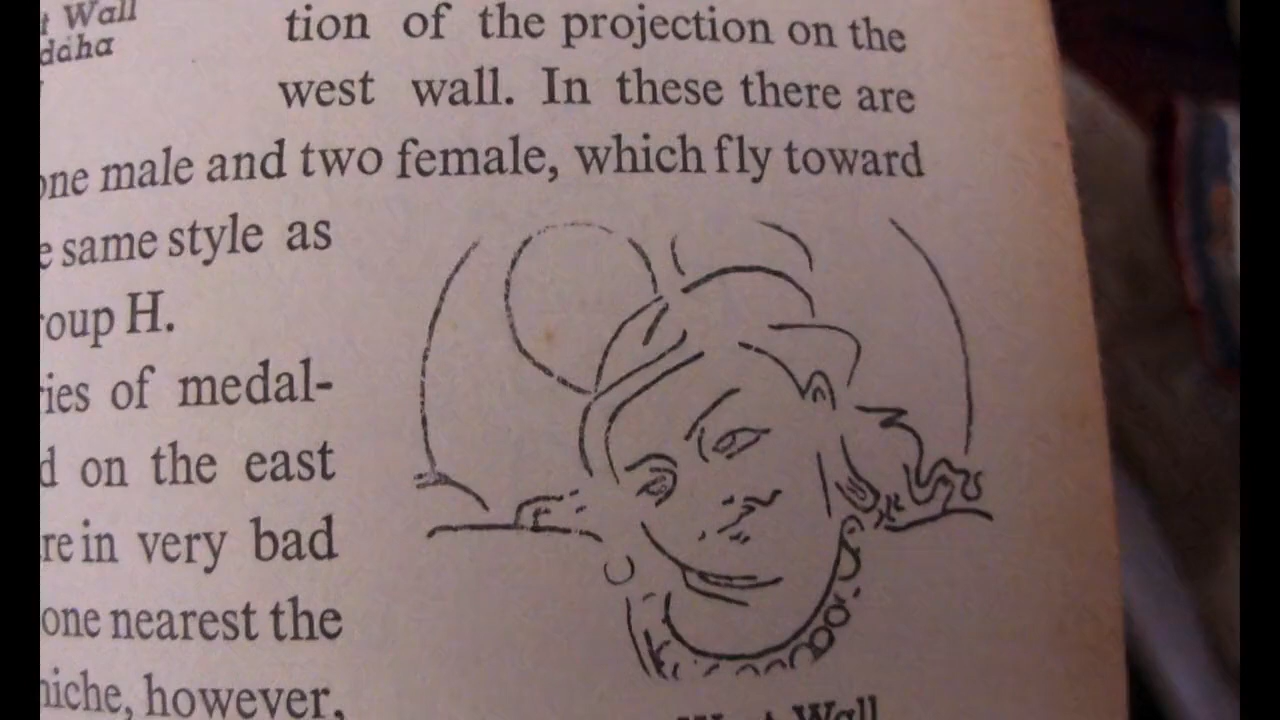 Wall
tion of the projection on the
west wall. In these there are
one male and two female, which fly toward
same style as
oup H.
ies of medal-
on the east
re in very bad
one nearest the
niche, however,
Wall